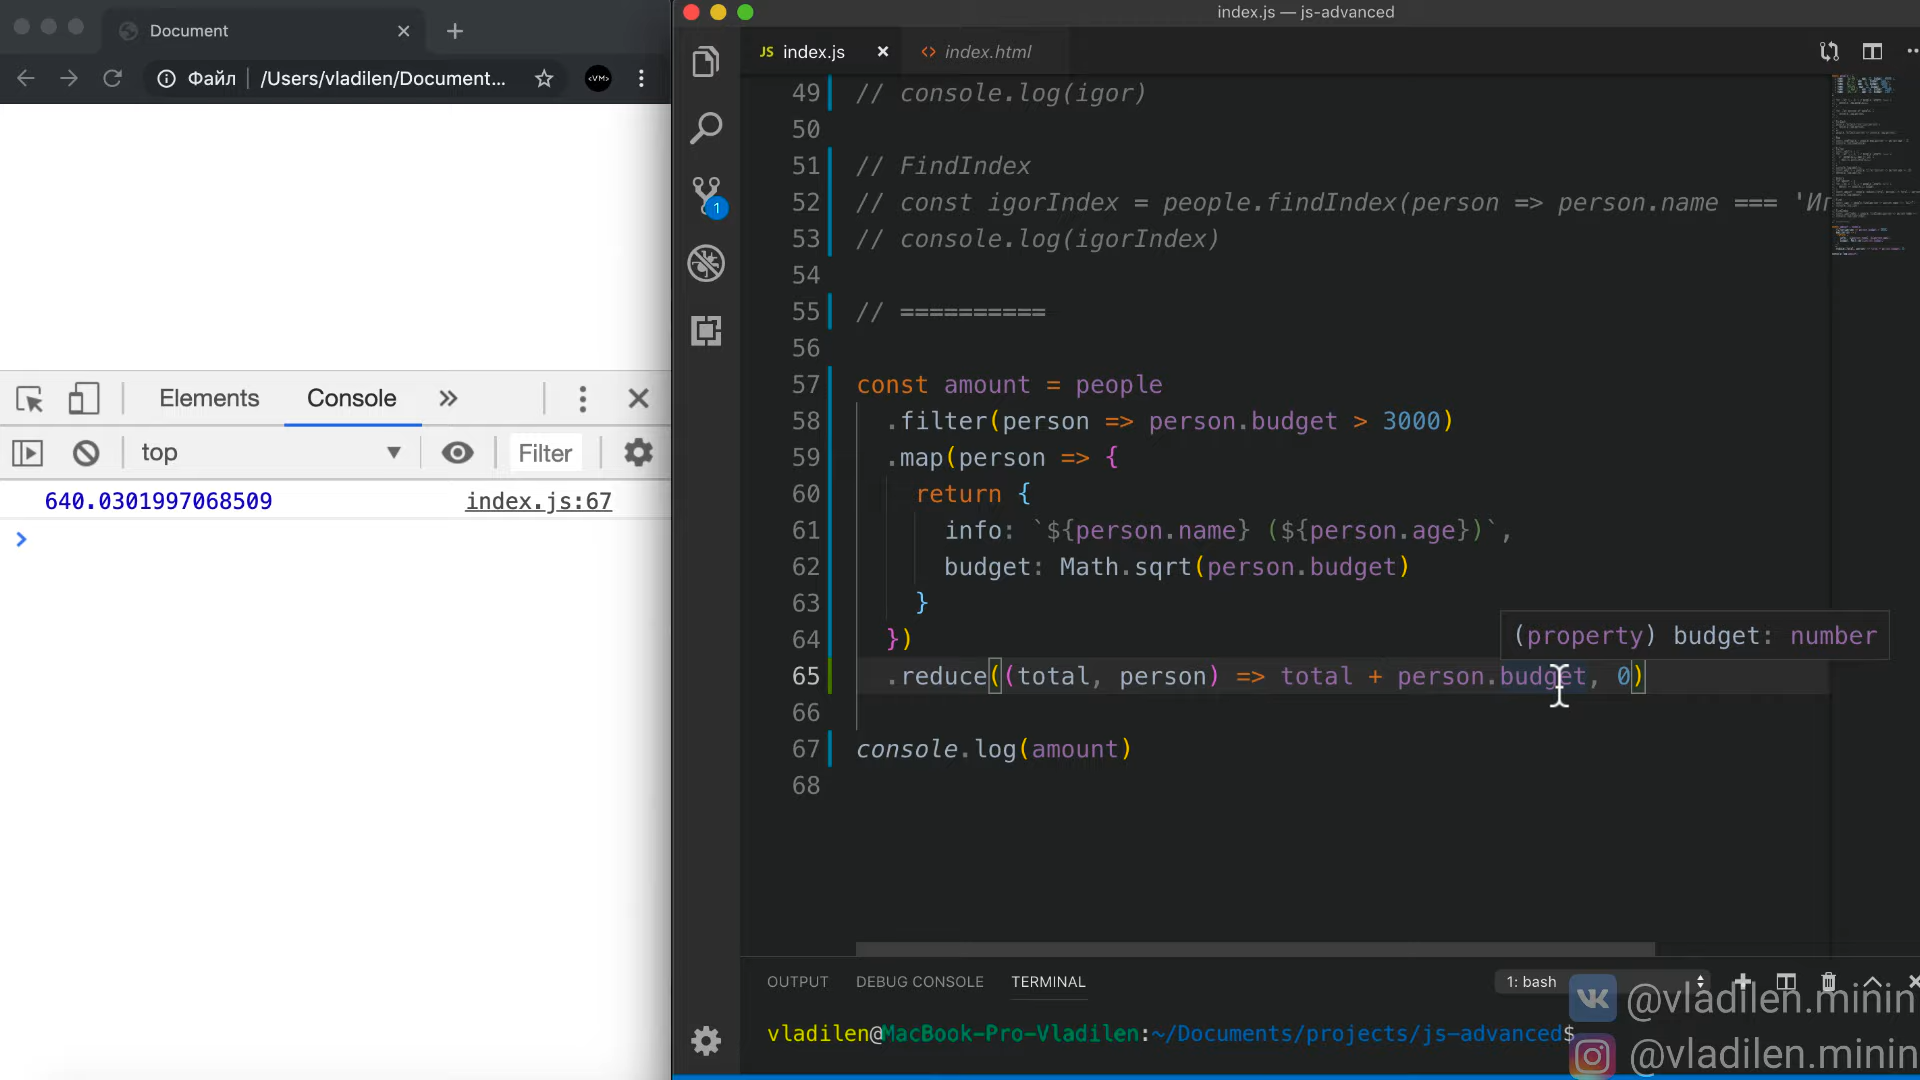 Document
Файл
/Users/vladilen/Document...
<VM>
Elements
Console
top
Filter
640.0301997068509
index.js:67
index.js — js-advanced
JS index.js
index.html
1
49 // console.log(igor)
50
51 // FindIndex
52 // const igorIndex = people.findIndex(person => person.name === 'Иг
53 // console.log(igorIndex)
54
55 // ==========
56
57 const amount = people
58 .filter(person => person.budget > 3000)
59 .map(person => {
60 return {
61 info: `${person.name} (${person.age})`,
62 budget: Math.sqrt(person.budget)
63 }
64 })
(property) budget: number
65 .reduce((total, person) => total + person.budget, 0)
66
67 console.log(amount)
68
OUTPUT DEBUG CONSOLE TERMINAL
1: bash
vladilen@MacBook-Pro-Vladilen:~/Documents/projects/js-advanced$
@vladilen.minin
@vladilen.minin